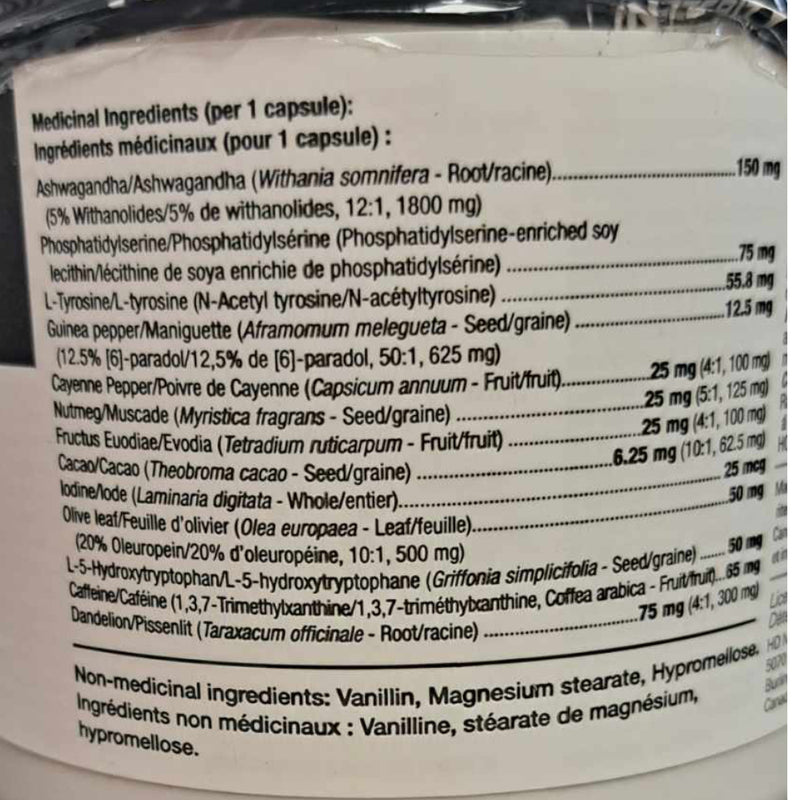 Medicinal Ingredients (per 1 capsule):
Ingrédients médicinaux (pour 1 capsule) :
Ashwagandha/Ashwagandha (Withania somnifera - Root/racine)..........150 mg
(5% Withanolides/5% de withanolides, 12:1, 1800 mg)
Phosphatidylserine/Phosphatidylsérine (Phosphatidylserine-enriched soy
lecithin/lécithine de soya enrichie de phosphatidylsérine) ..........75 mg
L-Tyrosine/L-tyrosine (N-Acetyl tyrosine/N-acétyltyrosine) ..........55.8 mg
Guinea pepper/Maniguette (Aframomum melegueta - Seed/graine) ..........12.5 mg
(12.5% [6]-paradol/12,5% de [6]-paradol, 50:1, 625 mg)
Cayenne Pepper/Poivre de Cayenne (Capsicum annuum - Fruit/fruit)..........25 mg (4:1, 100 mg)
Nutmeg/Muscade (Myristica fragrans - Seed/graine) ..........25 mg (5:1, 125 mg)
Fructus Euodiae/Evodia (Tetradium ruticarpum - Fruit/fruit) ..........25 mg (4:1, 100 mg)
Cacao/Cacao (Theobroma cacao - Seed/graine) ..........6.25 mg (10:1, 62.5 mg)
Iodine/Iode (Laminaria digitata - Whole/entier)..........25 mcg
Olive leaf/Feuille d'olivier (Olea europaea - Leaf/feuille)..........50 mg
(20% Oleuropein/20% d'oleuropéine, 10:1, 500 mg)
L-5-Hydroxytryptophan/L-5-hydroxytryptophane (Griffonia simplicifolia - Seed/graine) ...... 50 mg
Caffeine/Caféine (1,3,7-Trimethylxanthine/1,3,7-triméthylxanthine, Coffea arabica - Fruit/fruit)...65 mg
Dandelion/Pissenlit (Taraxacum officinale - Root/racine) ..........75 mg (4:1, 300 mg)
Non-medicinal ingredients: Vanillin, Magnesium stearate, Hypromellose.
Ingrédients non médicinaux : Vanilline, stéarate de magnésium,
hypromellose.